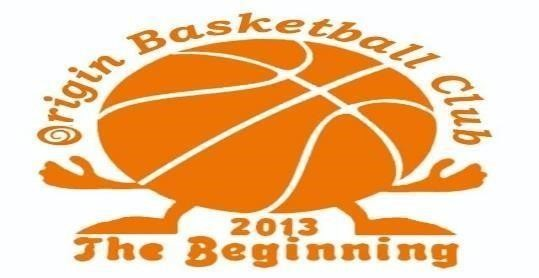 Origin Basketball Club
2013
The Beginning